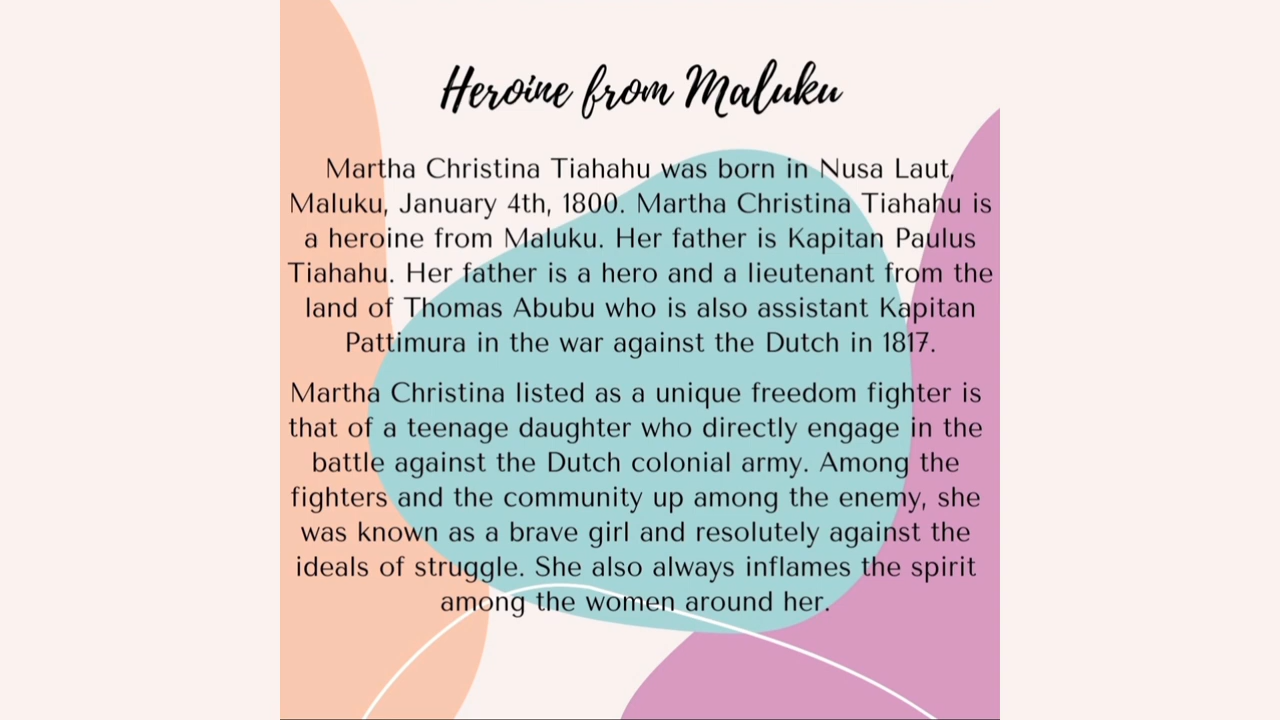 Heroine from Maluku
Martha Christina Tiahahu was born in Nusa Laut,
Maluku, January 4th, 1800. Martha Christina Tiahahu is
a heroine from Maluku. Her father is Kapitan Paulus
Tiahahu. Her father is a hero and a lieutenant from the
land of Thomas Abubu who is also assistant Kapitan
Pattimura in the war against the Dutch in 1817.
Martha Christina listed as a unique freedom fighter is
that of a teenage daughter who directly engage in the
battle against the Dutch colonial army. Among the
fighters and the community up among the enemy, she
was known as a brave girl and resolutely against the
ideals of struggle. She also always inflames the spirit
among the women around her.